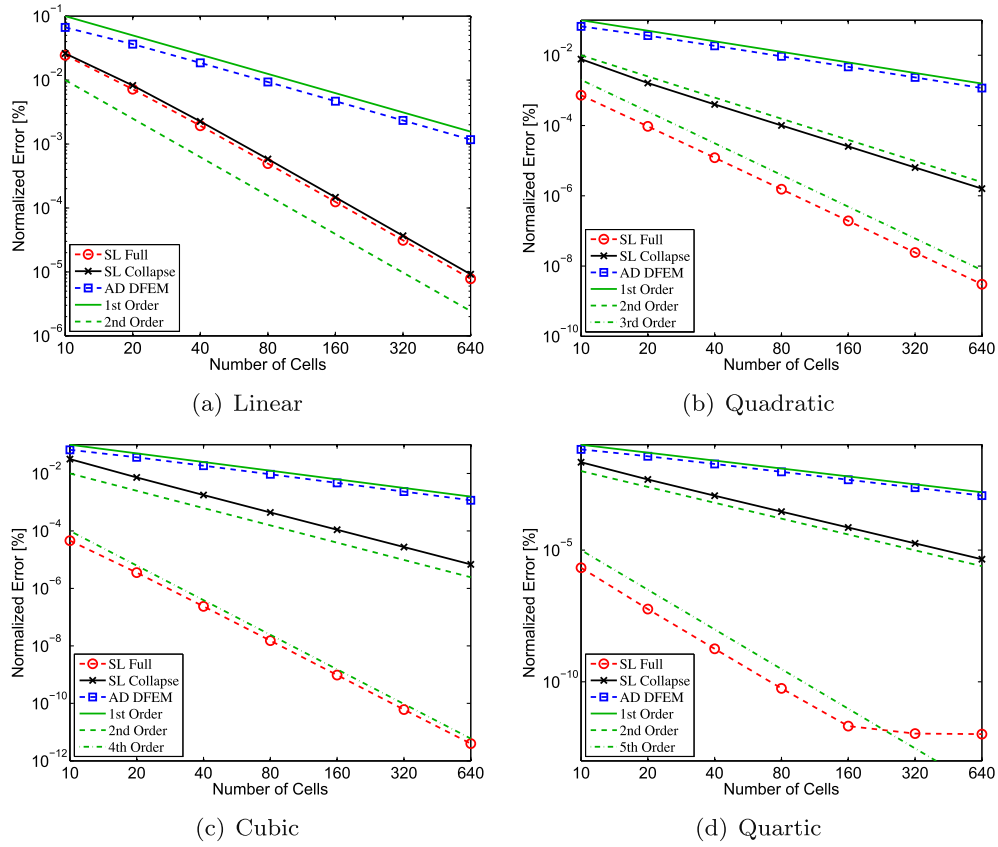 10^-1
10^-2
10^-3
10^-4
10^-5
10^-6
Normalized Error [%]
SL Full
SL Collapse
AD DFEM
1st Order
2nd Order
10 20 40 80 160 320 640
Number of Cells
(a) Linear
10^-2
10^-4
10^-6
10^-8
10^-10
Normalized Error [%]
SL Full
SL Collapse
AD DFEM
1st Order
2nd Order
3rd Order
10 20 40 80 160 320 640
Number of Cells
(b) Quadratic
10^-2
10^-4
10^-6
10^-8
10^-10
10^-12
Normalized Error [%]
SL Full
SL Collapse
AD DFEM
1st Order
2nd Order
4th Order
10 20 40 80 160 320 640
Number of Cells
(c) Cubic
10^-5
10^-10
Normalized Error [%]
SL Full
SL Collapse
AD DFEM
1st Order
2nd Order
5th Order
10 20 40 80 160 320 640
Number of Cells
(d) Quartic